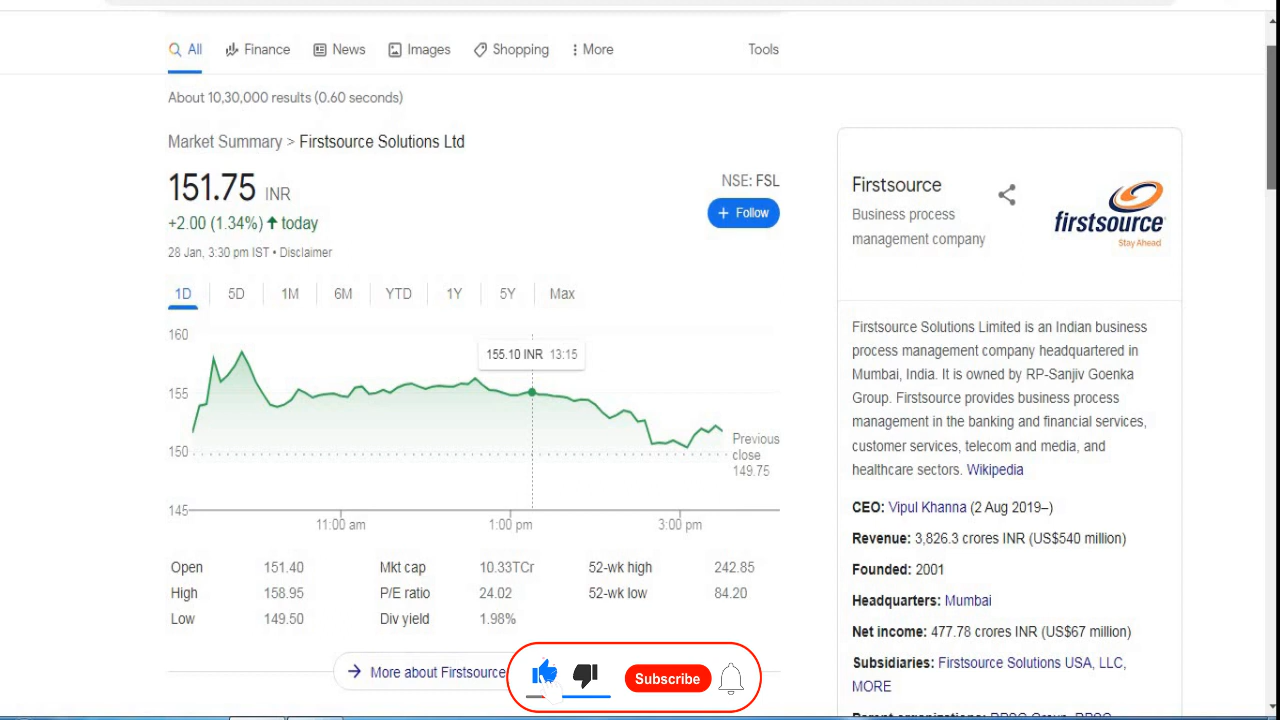 All Finance News Images Shopping More Tools
About 10,30,000 results (0.60 seconds)
Market Summary > Firstsource Solutions Ltd
151.75 INR
+2.00 (1.34%) today
28 Jan, 3:30 pm IST • Disclaimer
NSE: FSL
+ Follow
1D 5D 1M 6M YTD 1Y 5Y Max
160
155
150
145
155.10 INR 13:15
Previous
close
149.75
11:00 am 1:00 pm 3:00 pm
Open 151.40 Mkt cap 10.33TCr 52-wk high 242.85
High 158.95 P/E ratio 24.02 52-wk low 84.20
Low 149.50 Div yield 1.98%
More about Firstsource
Subscribe
Firstsource
Business process
management company
firstsource
Stay Ahead
Firstsource Solutions Limited is an Indian business
process management company headquartered in
Mumbai, India. It is owned by RP-Sanjiv Goenka
Group. Firstsource provides business process
management in the banking and financial services,
customer services, telecom and media, and
healthcare sectors. Wikipedia
CEO: Vipul Khanna (2 Aug 2019–)
Revenue: 3,826.3 crores INR (US$540 million)
Founded: 2001
Headquarters: Mumbai
Net income: 477.78 crores INR (US$67 million)
Subsidiaries: Firstsource Solutions USA, LLC,
MORE